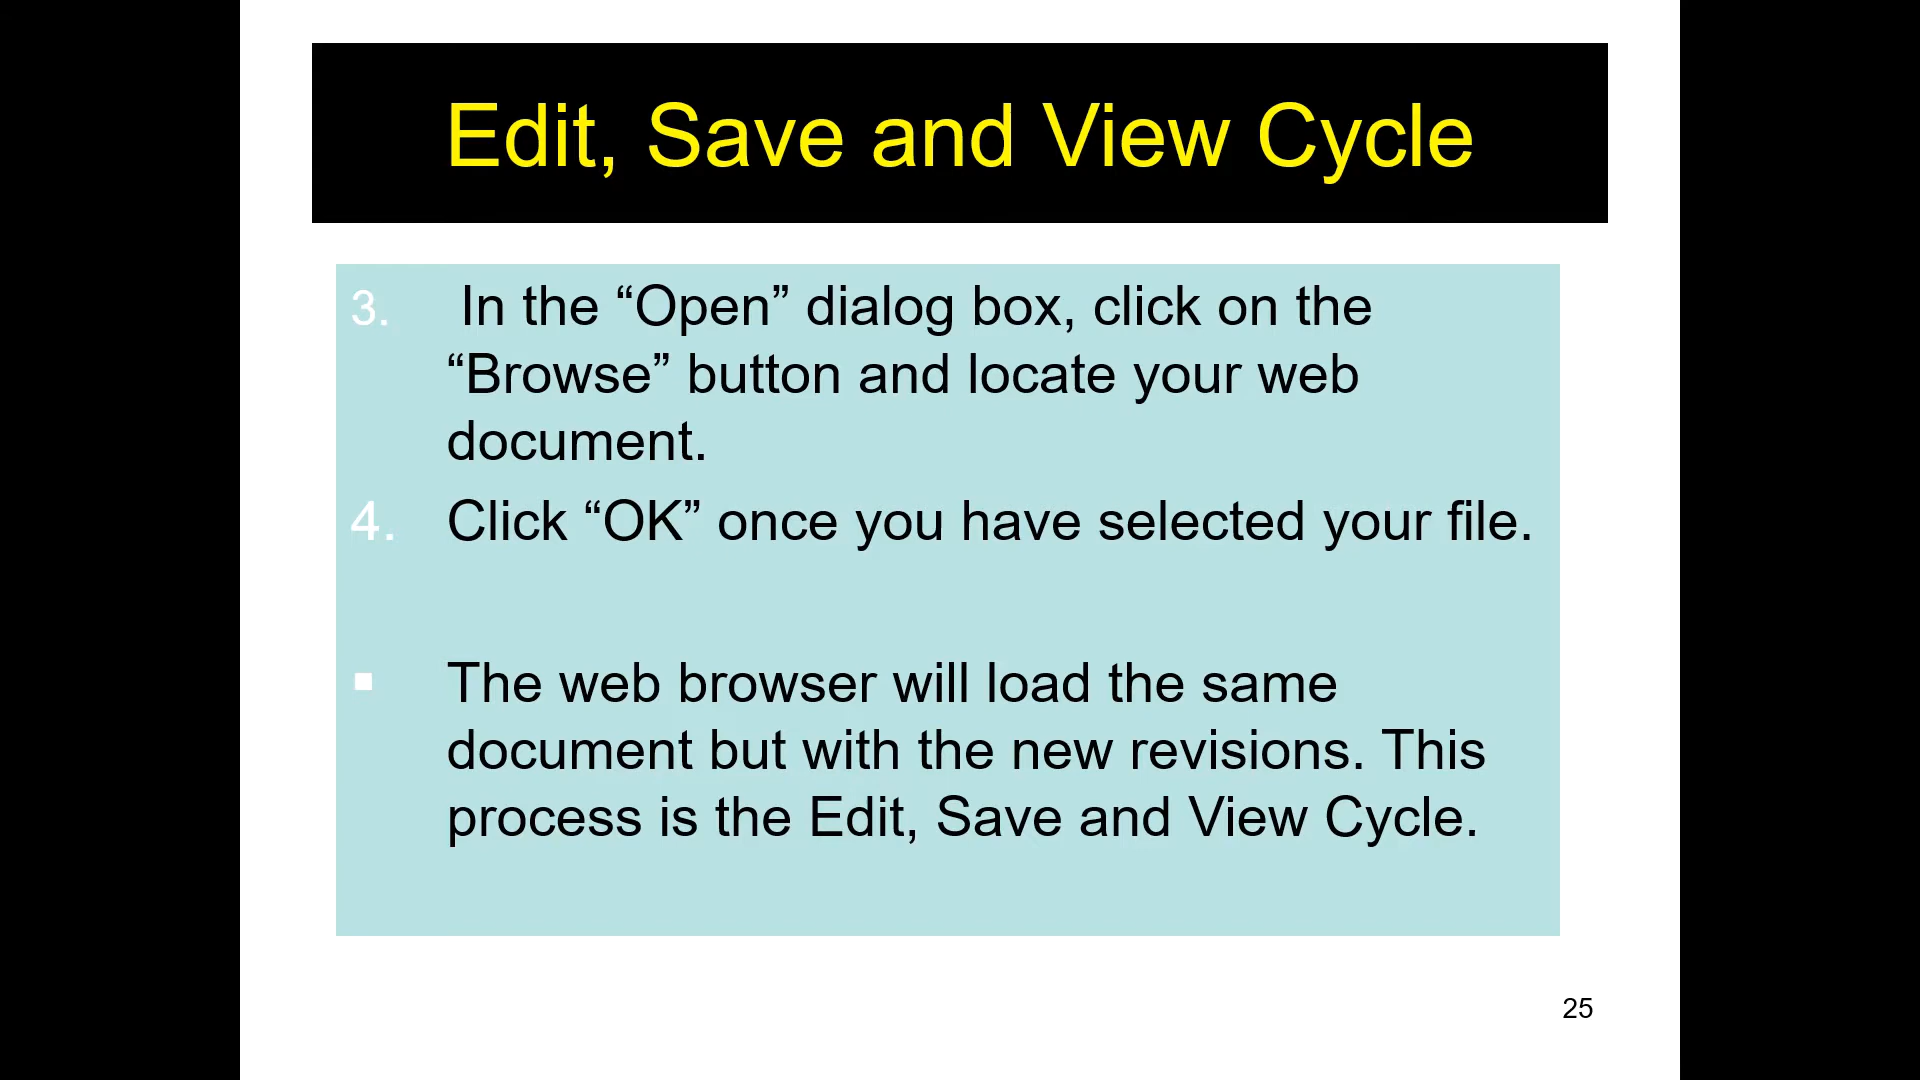 Edit, Save and View Cycle
3. In the “Open” dialog box, click on the
“Browse” button and locate your web
document.
4. Click “OK” once you have selected your file.
▪ The web browser will load the same
document but with the new revisions. This
process is the Edit, Save and View Cycle.
25